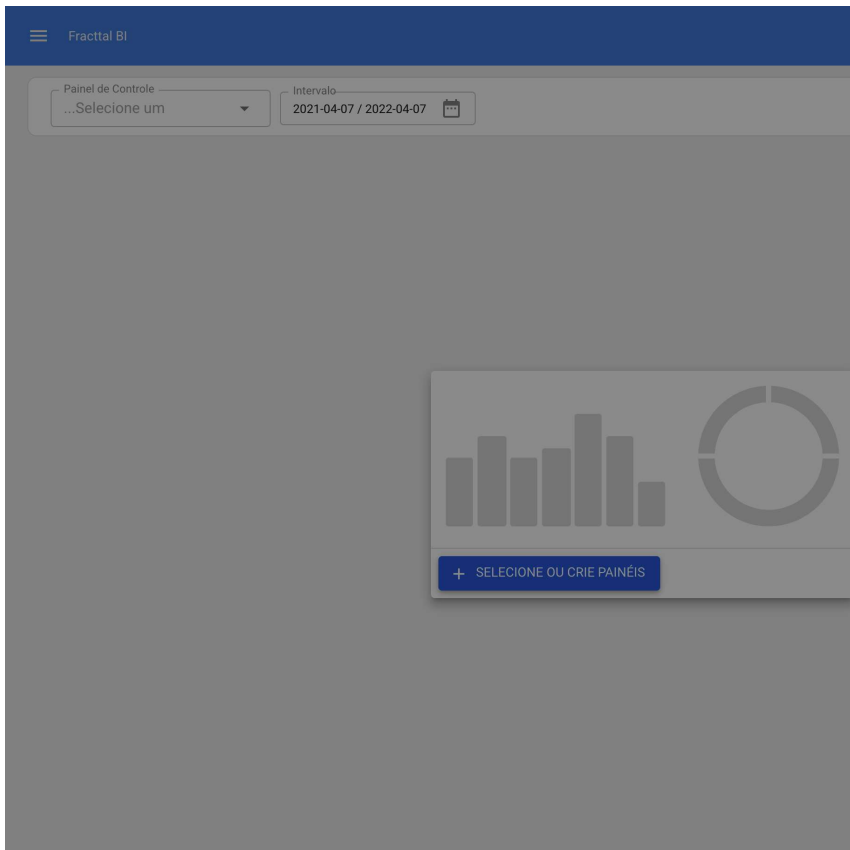 Fracttal BI
Painel de Controle
...Selecione um
Intervalo
2021-04-07 / 2022-04-07
+ SELECIONE OU CRIE PAINÉIS